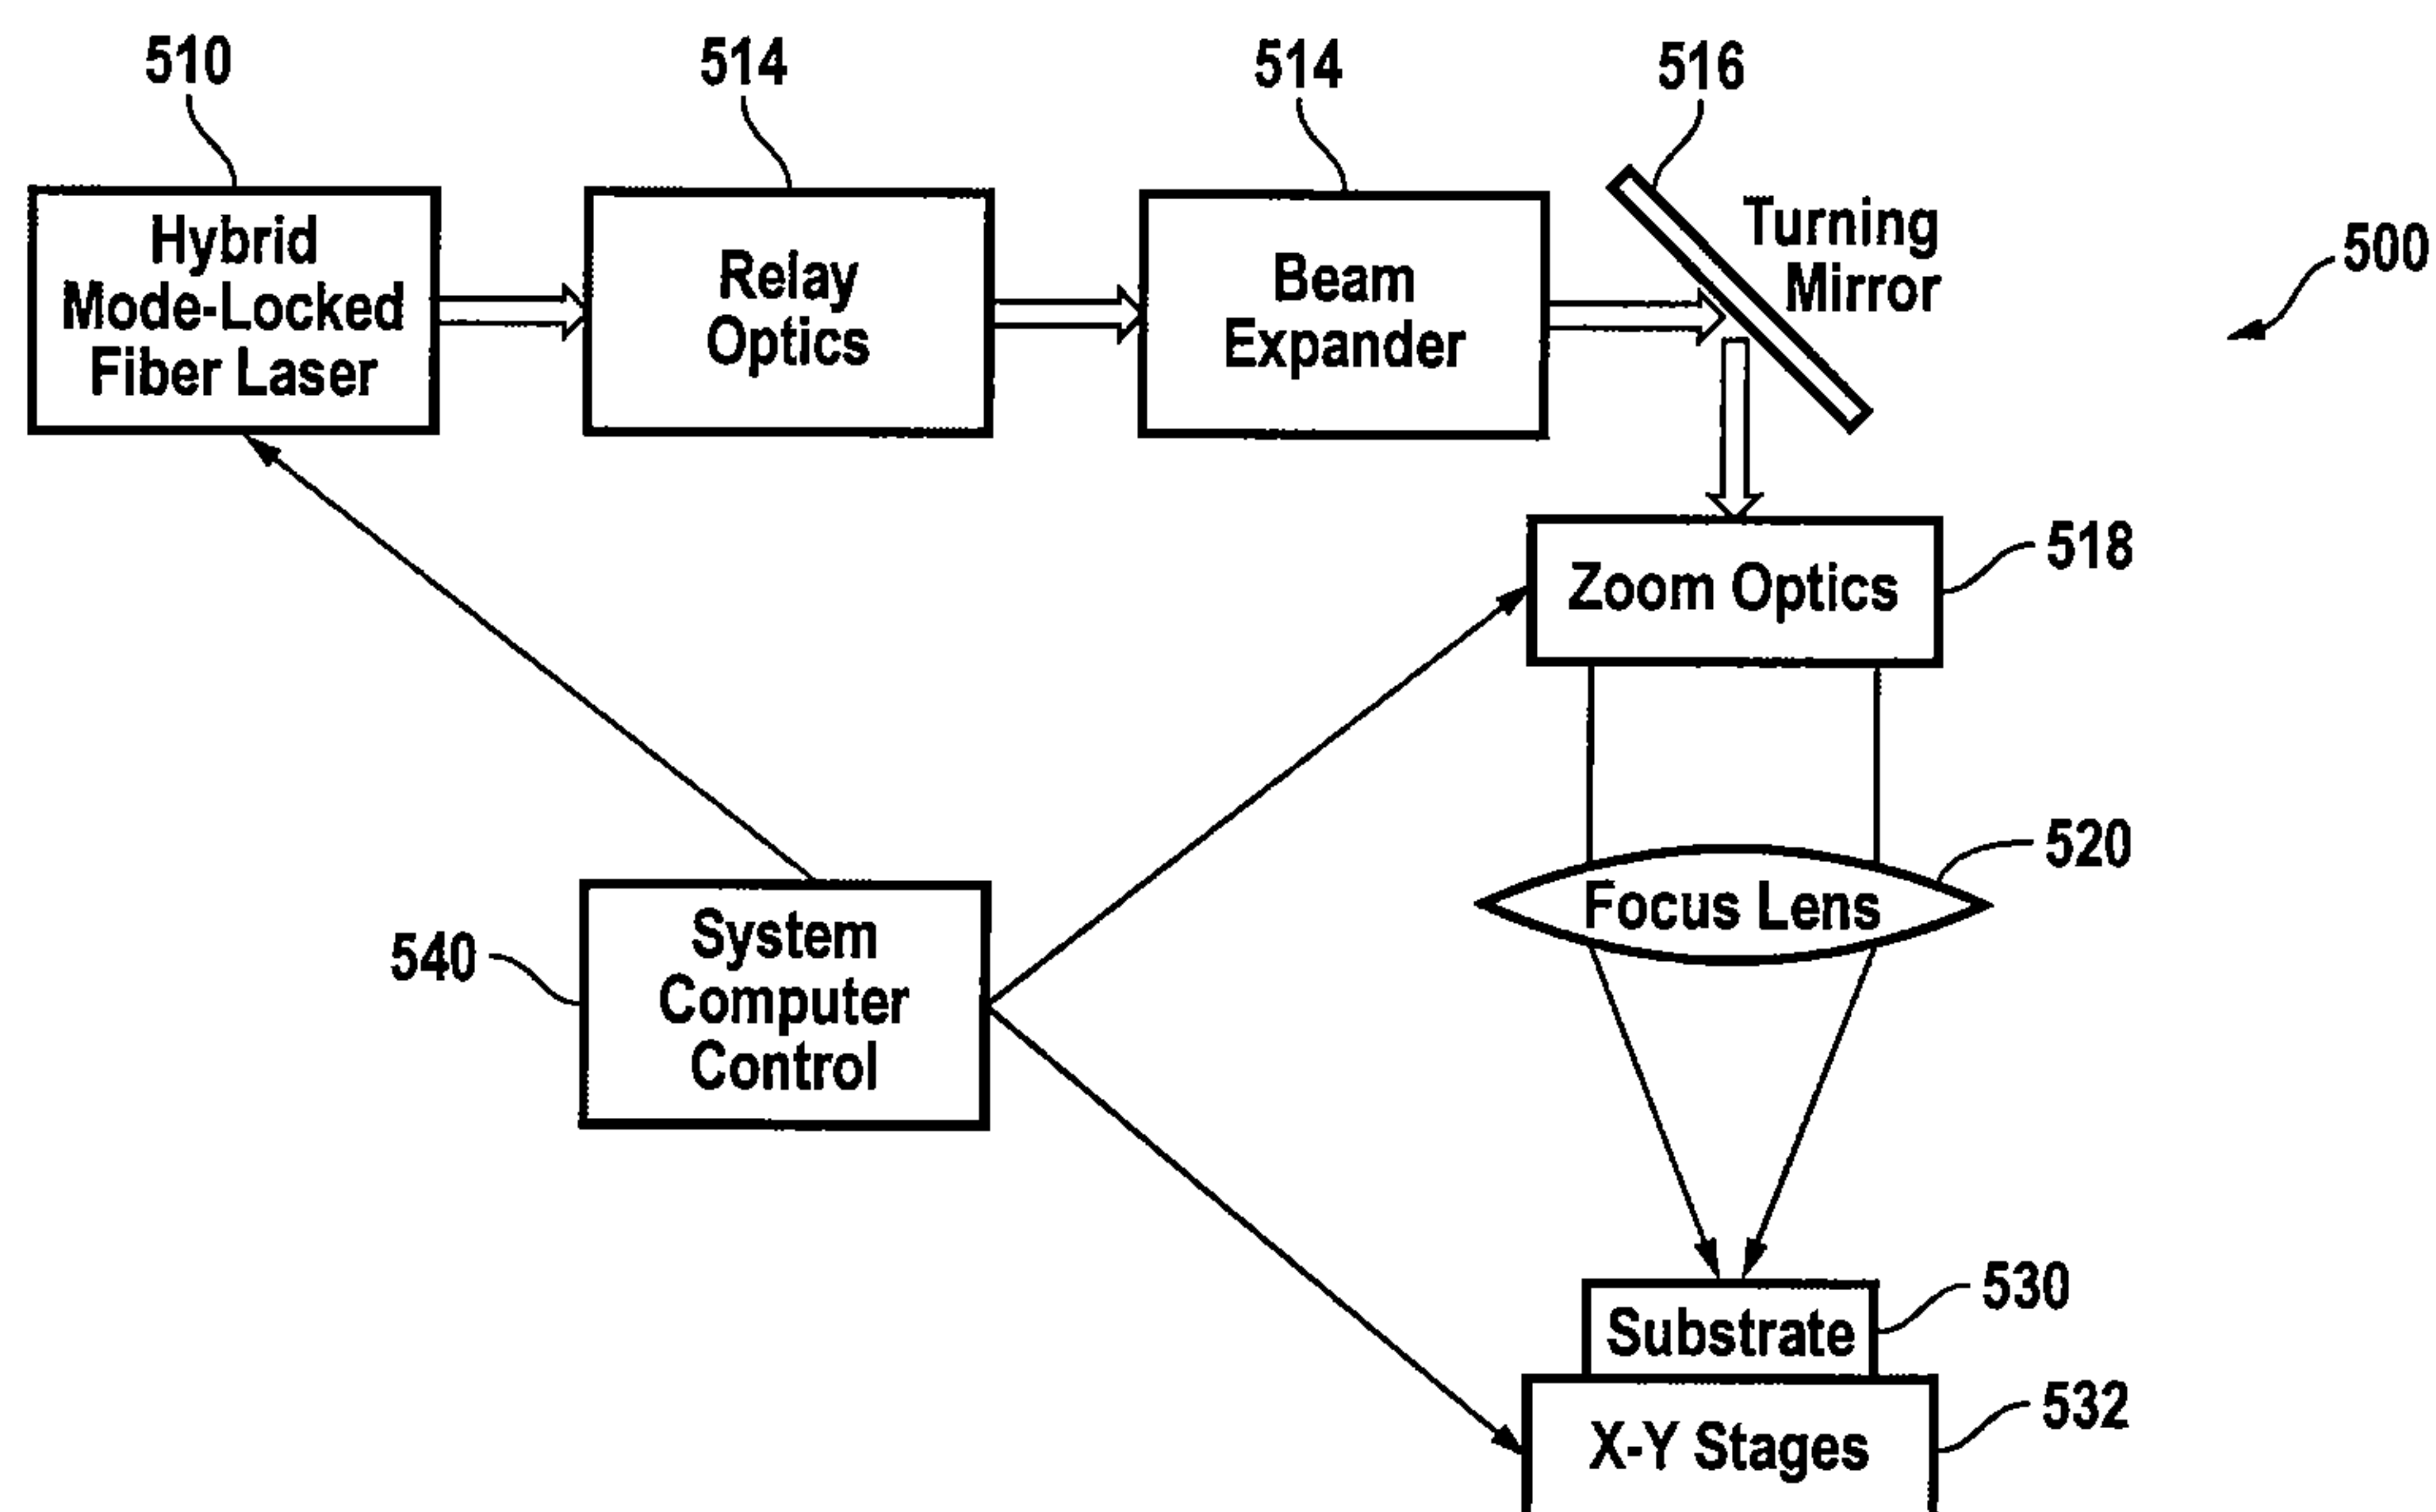 510
514
514
516
Hybrid
Mode-Locked
Fiber Laser
Relay
Optics
Beam
Expander
Turning
Mirror
500
Zoom Optics
518
Focus Lens
520
540
System
Computer
Control
Substrate
530
X-Y Stages
532